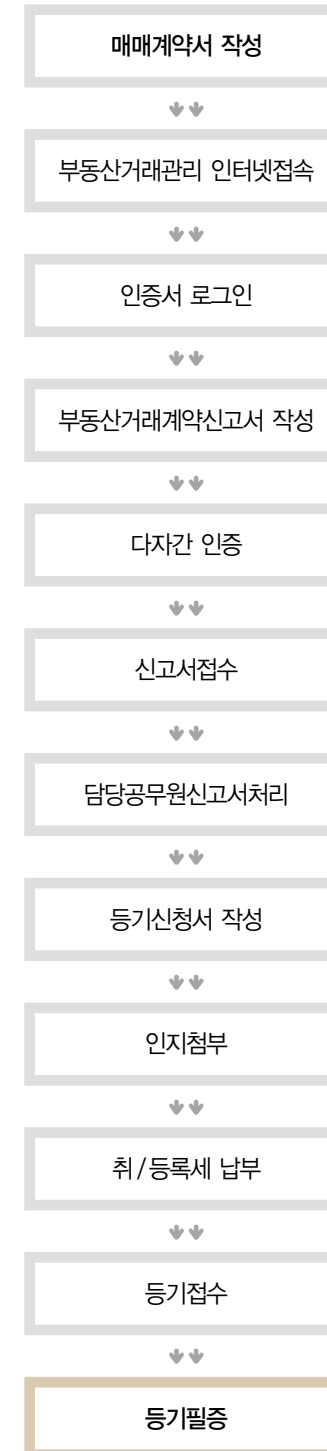 매매계약서 작성
부동산거래관리 인터넷접속
인증서 로그인
부동산거래계약신고서 작성
다자간 인증
신고서접수
담당공무원신고서처리
등기신청서 작성
인지첨부
취/등록세 납부
등기접수
등기필증